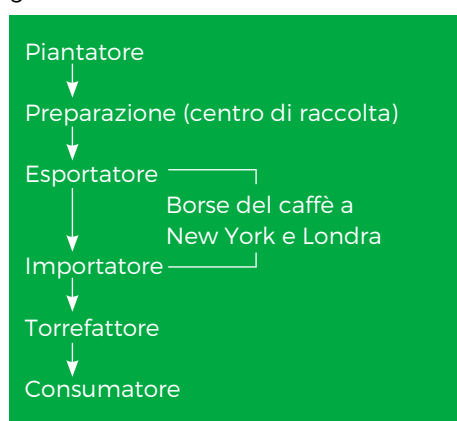 Piantatore
Preparazione (centro di raccolta)
Esportatore
Borse del caffè a
New York e Londra
Importatore
Torrefattore
Consumatore